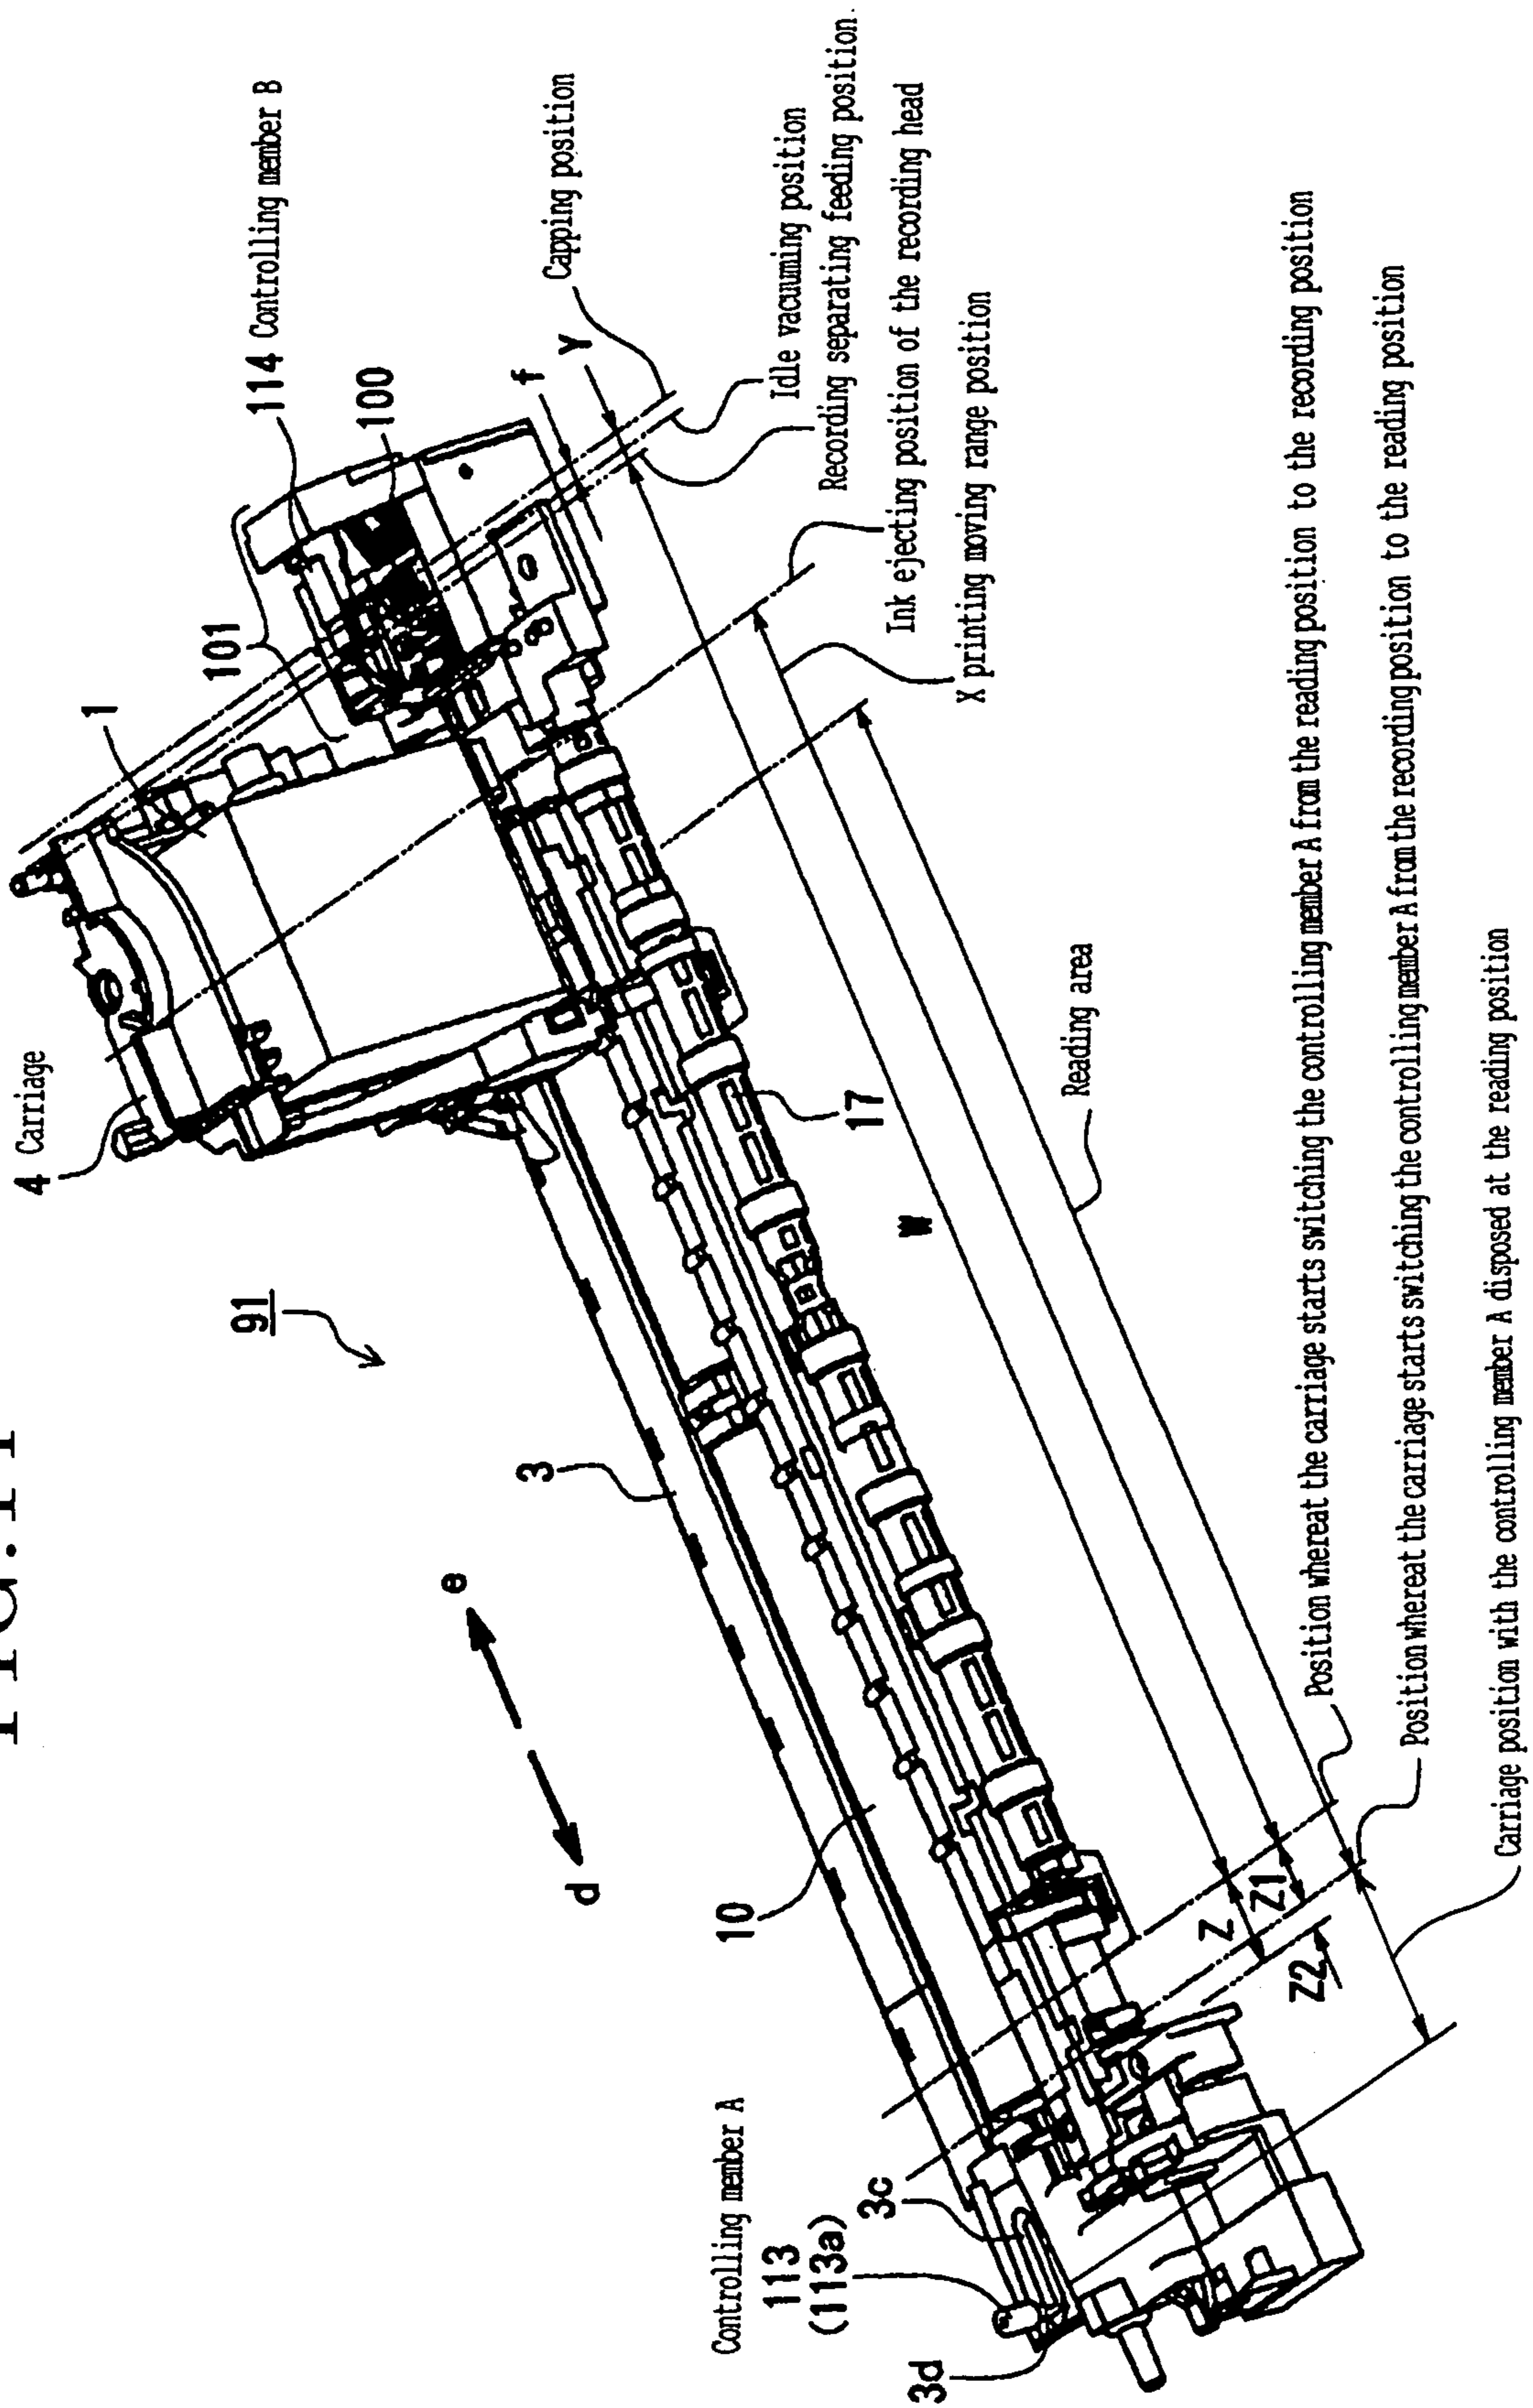 FIG.11
4 Carriage
1
101
114 Controlling member B
100
f
Y
Capping position
Idle vacuuming position
Recording separating feeding position
Ink ejecting position of the recording head
X printing moving range position
91
3
17
W
Reading area
e
d
10
Controlling member A
113
(113a)
3c
3d
Z
Z1
Z2
Position whereat the carriage starts switching the controlling member A from the reading position to the recording position
Position whereat the carriage starts switching the controlling member A from the recording position to the reading position
Carriage position with the controlling member A disposed at the reading position